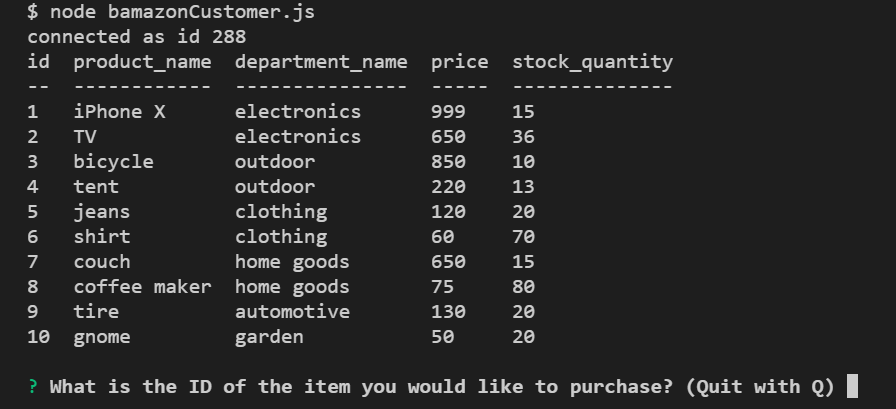 $ node bamazonCustomer.js
connected as id 288
id  product_name  department_name  price  stock_quantity
--  ------------  ---------------  -----  --------------
1   iPhone X      electronics      999    15
2   TV            electronics      650    36
3   bicycle       outdoor          850    10
4   tent          outdoor          220    13
5   jeans         clothing         120    20
6   shirt         clothing         60     70
7   couch         home goods       650    15
8   coffee maker  home goods       75     80
9   tire          automotive       130    20
10  gnome         garden           50     20
? What is the ID of the item you would like to purchase? (Quit with Q)